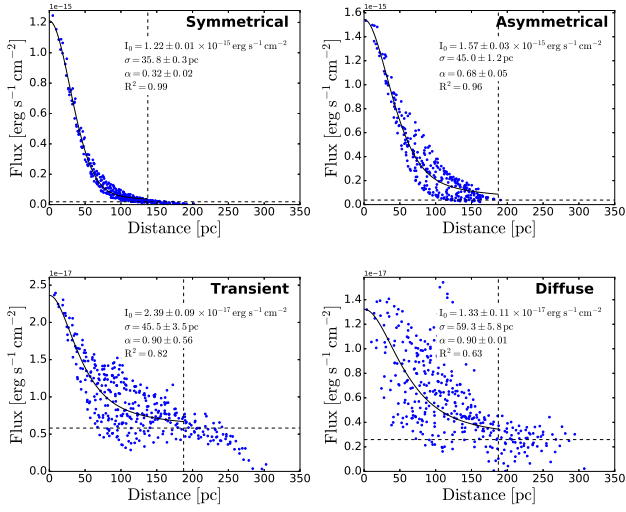 1e−15
Symmetrical
I₀ = 1.22 ± 0.01 × 10⁻¹⁵ erg s⁻¹ cm⁻²
σ = 35.8 ± 0.3 pc
α = 0.32 ± 0.02
R² = 0.99
Flux [erg s⁻¹ cm⁻²]
1.2
1.0
0.8
0.6
0.4
0.2
0.0
0 50 100 150 200 250 300 350
Distance [pc]
1e−15
Asymmetrical
I₀ = 1.57 ± 0.03 × 10⁻¹⁵ erg s⁻¹ cm⁻²
σ = 45.0 ± 1.2 pc
α = 0.68 ± 0.05
R² = 0.96
Flux [erg s⁻¹ cm⁻²]
1.6
1.4
1.2
1.0
0.8
0.6
0.4
0.2
0.0
0 50 100 150 200 250 300 350
Distance [pc]
1e−17
Transient
I₀ = 2.39 ± 0.09 × 10⁻¹⁷ erg s⁻¹ cm⁻²
σ = 45.5 ± 3.5 pc
α = 0.90 ± 0.56
R² = 0.82
Flux [erg s⁻¹ cm⁻²]
2.5
2.0
1.5
1.0
0.5
0.0
0 50 100 150 200 250 300 350
Distance [pc]
1e−17
Diffuse
I₀ = 1.33 ± 0.11 × 10⁻¹⁷ erg s⁻¹ cm⁻²
σ = 59.3 ± 5.8 pc
α = 0.90 ± 0.01
R² = 0.63
Flux [erg s⁻¹ cm⁻²]
1.4
1.2
1.0
0.8
0.6
0.4
0.2
0.0
0 50 100 150 200 250 300 350
Distance [pc]